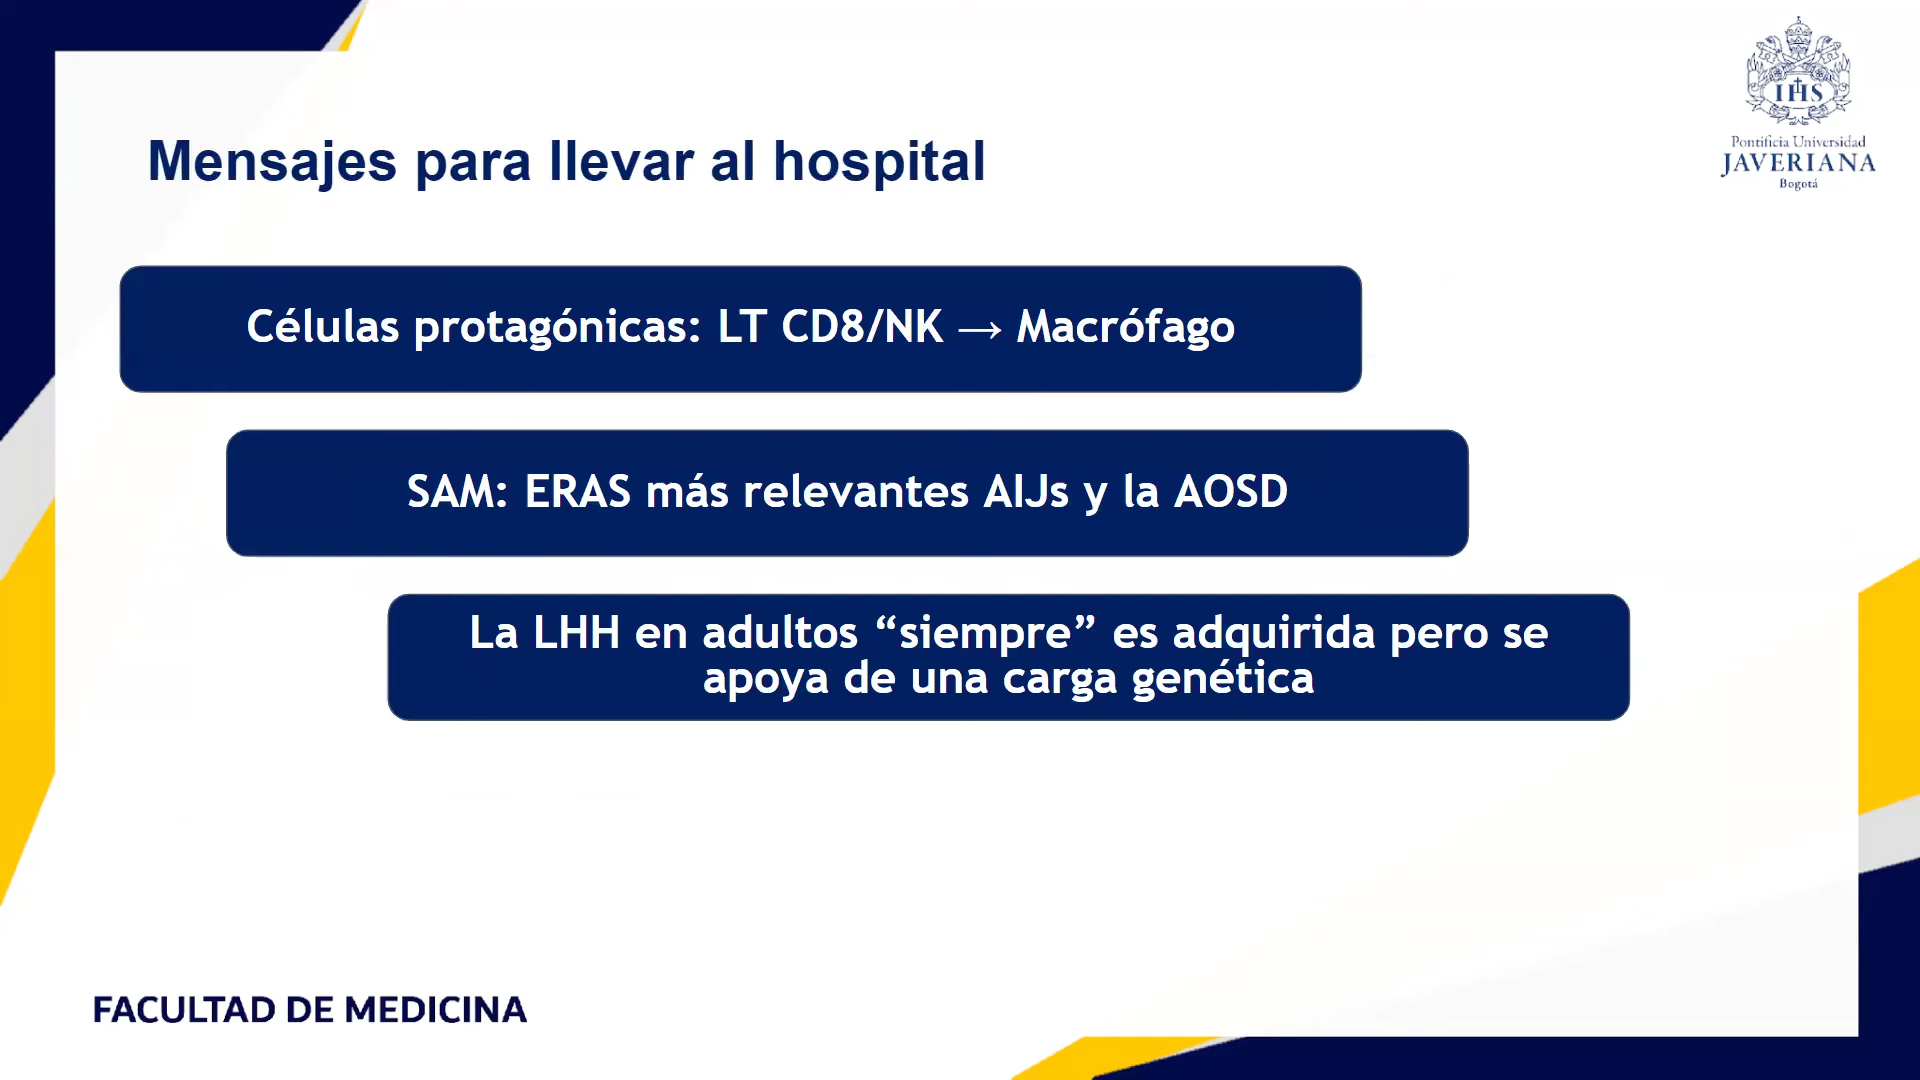 IHS
Pontificia Universidad
JAVERIANA
Bogotá
Mensajes para llevar al hospital
Células protagónicas: LT CD8/NK → Macrófago
SAM: ERAS más relevantes AIJs y la AOSD
La LHH en adultos “siempre” es adquirida pero se
apoya de una carga genética
FACULTAD DE MEDICINA